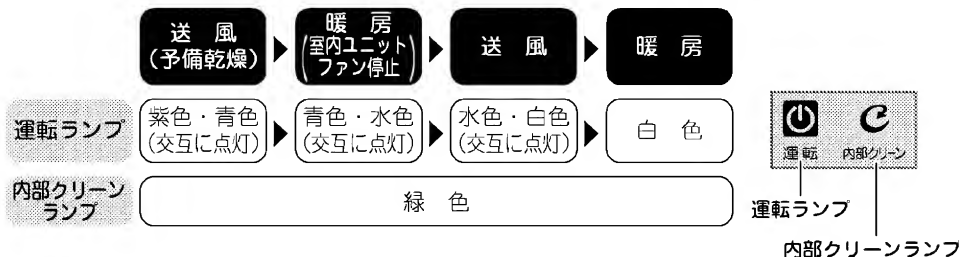 送 風
(予備乾燥)
暖 房
(室内ユニット
ファン停止)
送 風
暖 房
運転ランプ
紫色・青色
(交互に点灯)
青色・水色
(交互に点灯)
水色・白色
(交互に点灯)
白 色
内部クリーン
ランプ
緑 色
運転
内部クリーン
運転ランプ
内部クリーンランプ